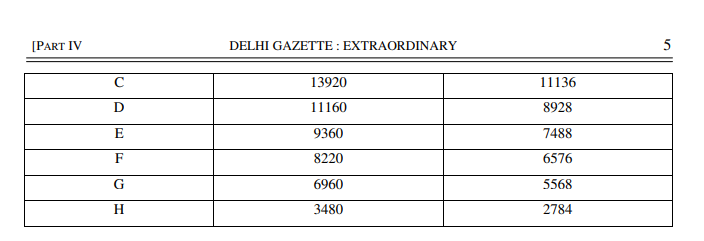 [PART IV DELHI GAZETTE : EXTRAORDINARY 5
C 13920 11136
D 11160 8928
E 9360 7488
F 8220 6576
G 6960 5568
H 3480 2784